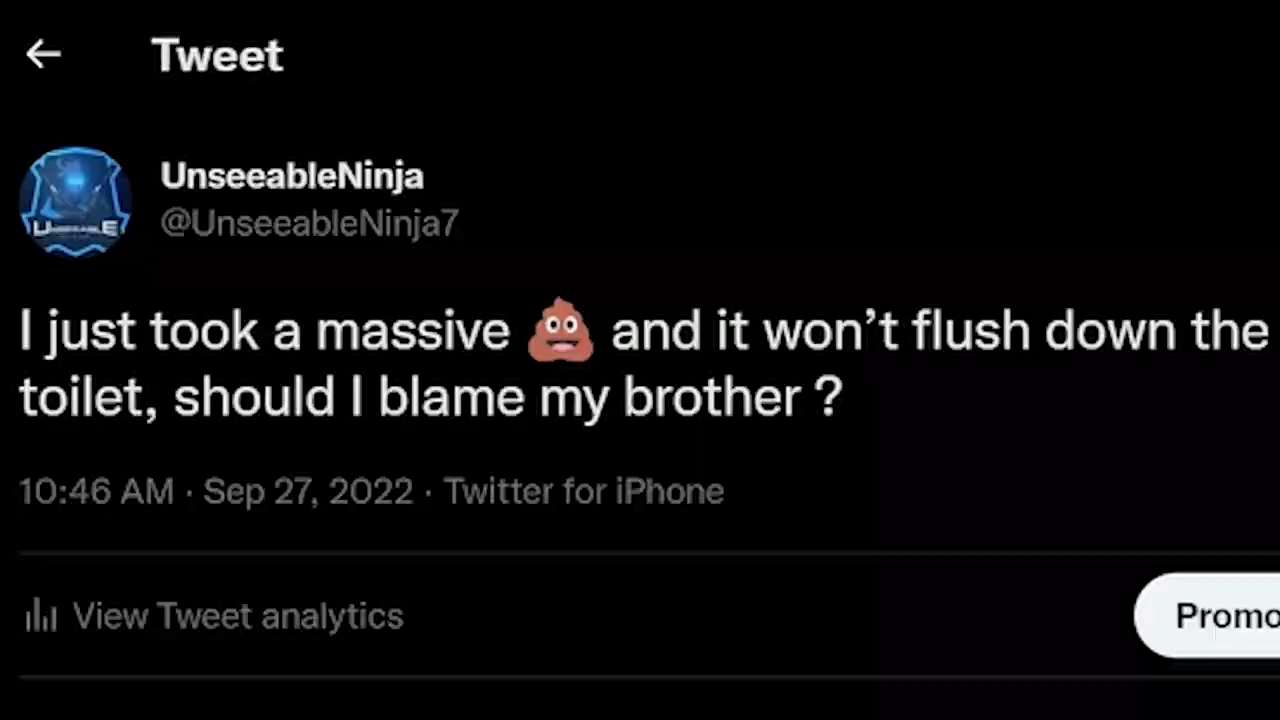 Tweet
UnseeableNinja
@UnseeableNinja7
I just took a massive 💩 and it won’t flush down the
toilet, should I blame my brother ?
10:46 AM · Sep 27, 2022 · Twitter for iPhone
View Tweet analytics
Promo